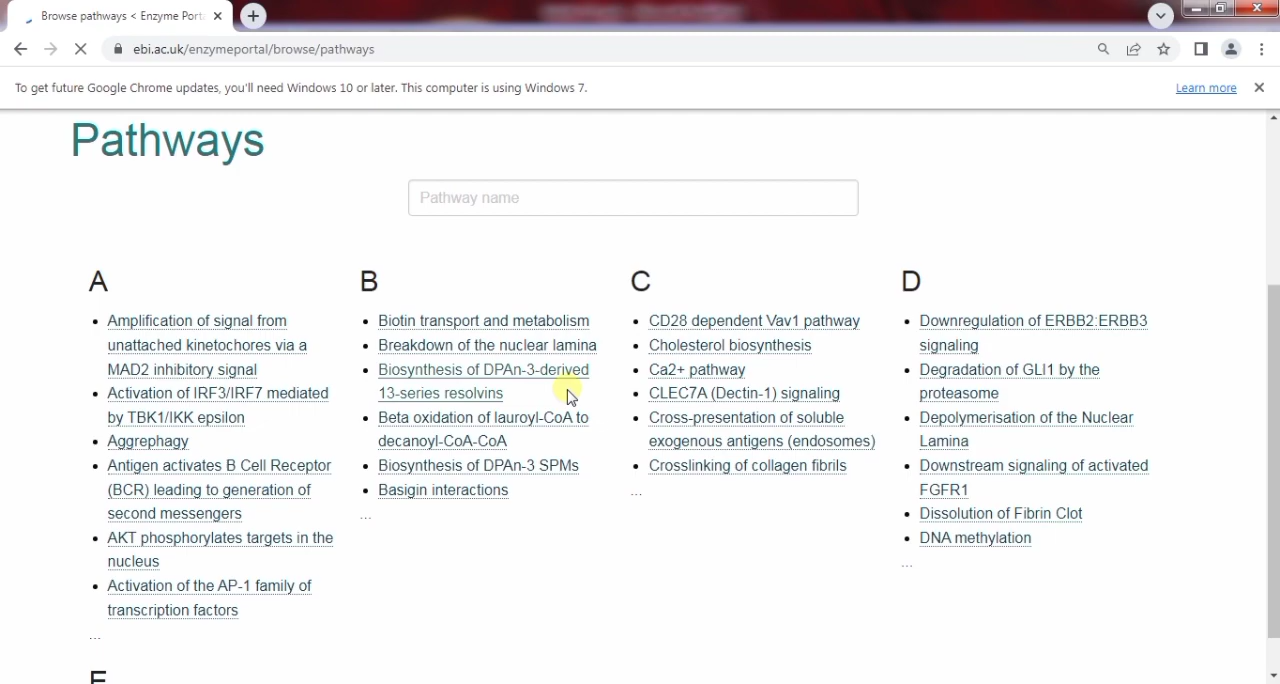 Browse pathways < Enzyme Port
ebi.ac.uk/enzymeportal/browse/pathways
To get future Google Chrome updates, you'll need Windows 10 or later. This computer is using Windows 7.
Learn more
Pathways
Pathway name
A
Amplification of signal from
unattached kinetochores via a
MAD2 inhibitory signal
Activation of IRF3/IRF7 mediated
by TBK1/IKK epsilon
Aggrephagy
Antigen activates B Cell Receptor
(BCR) leading to generation of
second messengers
AKT phosphorylates targets in the
nucleus
Activation of the AP-1 family of
transcription factors
...
B
Biotin transport and metabolism
Breakdown of the nuclear lamina
Biosynthesis of DPAn-3-derived
13-series resolvins
Beta oxidation of lauroyl-CoA to
decanoyl-CoA-CoA
Biosynthesis of DPAn-3 SPMs
Basigin interactions
...
C
CD28 dependent Vav1 pathway
Cholesterol biosynthesis
Ca2+ pathway
CLEC7A (Dectin-1) signaling
Cross-presentation of soluble
exogenous antigens (endosomes)
Crosslinking of collagen fibrils
...
D
Downregulation of ERBB2:ERBB3
signaling
Degradation of GLI1 by the
proteasome
Depolymerisation of the Nuclear
Lamina
Downstream signaling of activated
FGFR1
Dissolution of Fibrin Clot
DNA methylation
...
E